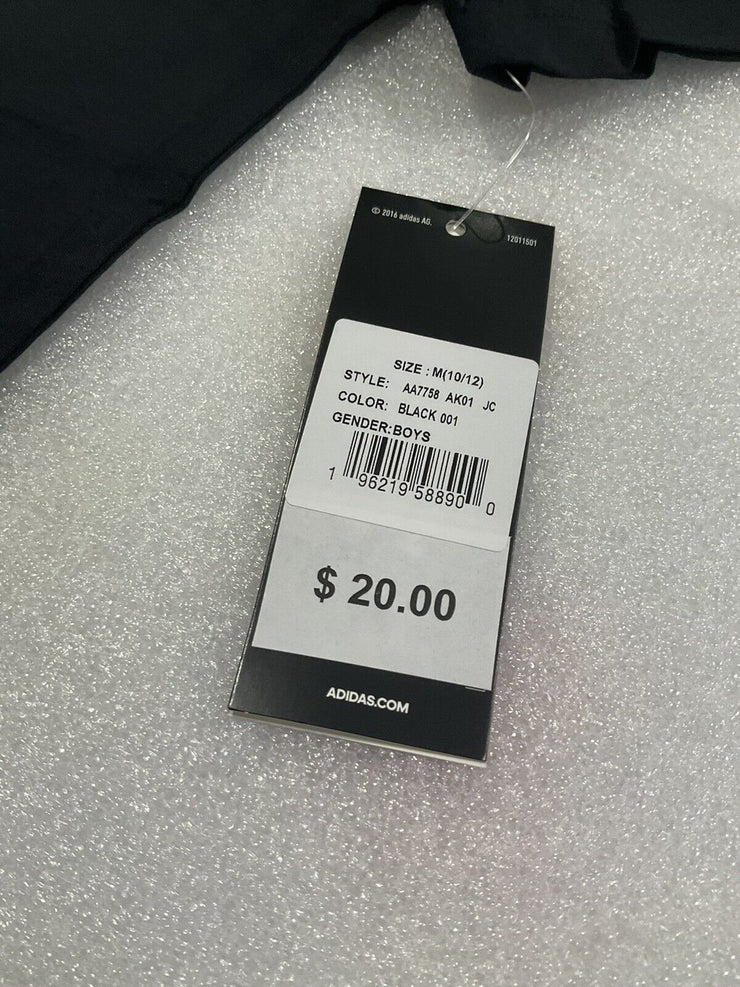 © 2016 adidas AG.
12011501
SIZE : M(10/12)
STYLE: AA7758 AK01 JC
COLOR: BLACK 001
GENDER:BOYS
1 96219 58890 0
$ 20.00
ADIDAS.COM